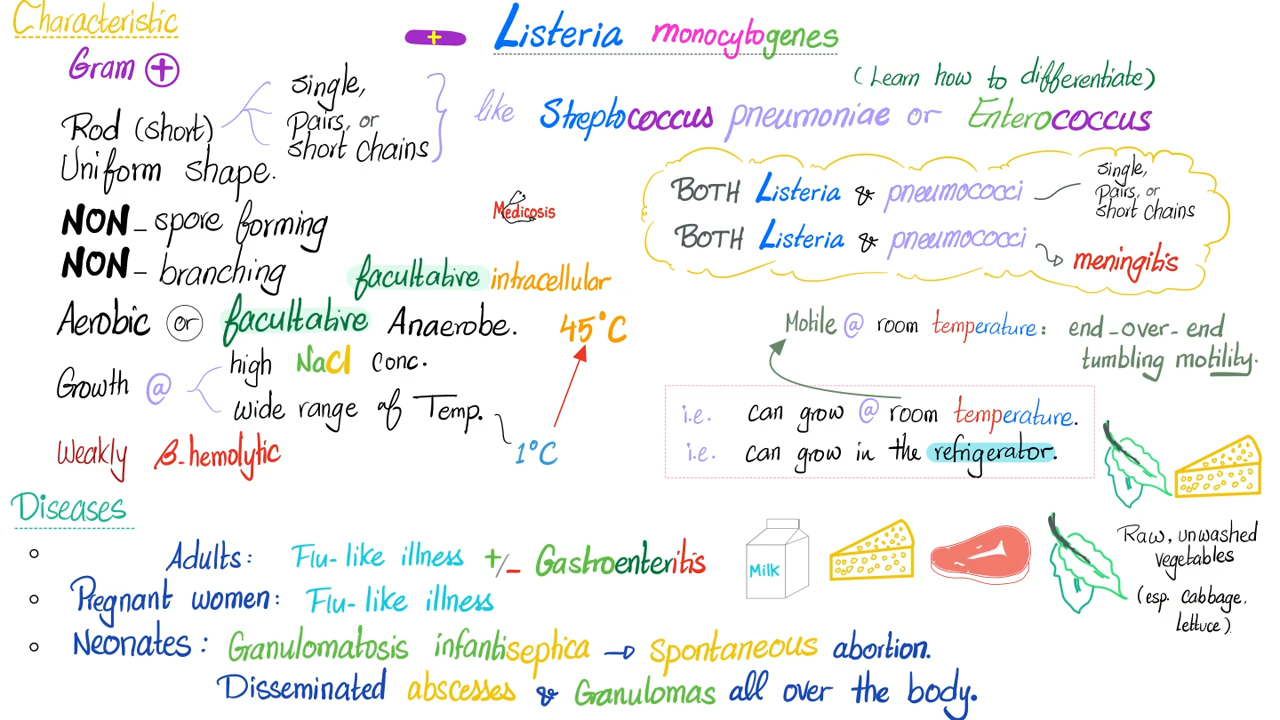 Characteristic
+ Listeria monocytogenes
Gram +
(Learn how to differentiate)
Rod (short)
single,
Pairs, or
short chains
like Streptococcus pneumoniae or Enterococcus
Uniform shape.
NON - spore forming
NON - branching
Medicosis
BOTH Listeria & pneumococci
single,
Pairs, or
short chains
BOTH Listeria & pneumococci
meningitis
facultative intracellular
Aerobic or facultative Anaerobe.
45°C
Growth @
high NaCl conc.
wide range of Temp.
1°C
Weakly β-hemolytic
Motile @ room temperature: end-over-end
tumbling motility.
i.e. can grow @ room temperature.
i.e. can grow in the refrigerator.
Diseases
Adults: Flu-like illness +/- Gastroenteritis
Pregnant women: Flu-like illness
Neonates: Granulomatosis infantiseptica → spontaneous abortion.
Disseminated abscesses & Granulomas all over the body.
Milk
Raw, unwashed
vegetables
(esp. cabbage,
lettuce).